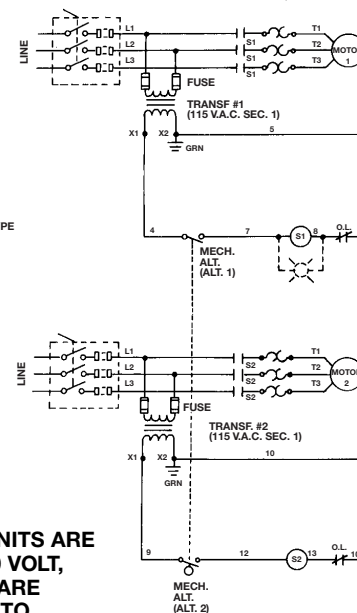 LINE
L1
L2
L3
S1
S1
S1
T1
T2
T3
MOTO
1
FUSE
TRANSF #1
(115 V.A.C. SEC. 1)
X1
X2
5
GRN
YPE
4
7
S1
8
O.L.
MECH.
ALT.
(ALT. 1)
LINE
L1
L2
L3
S2
S2
S2
T1
T2
T3
MOTO
2
FUSE
TRANSF. #2
(115 V.A.C. SEC. 1)
X1
X2
10
GRN
NITS ARE
VOLT,
ARE
TO
9
12
S2
13
O.L.
10
MECH.
ALT.
(ALT. 2)